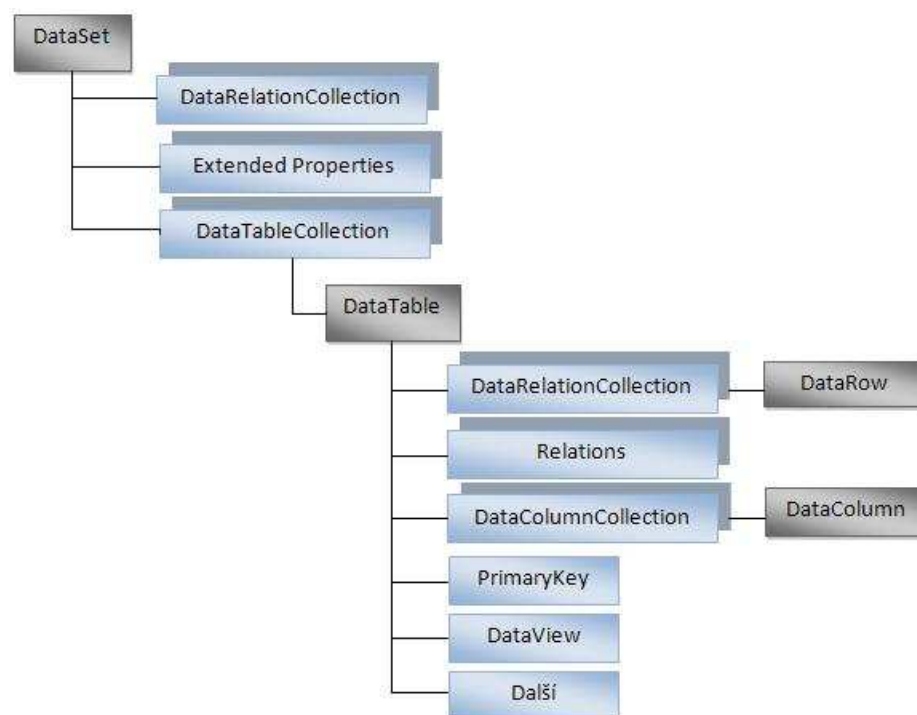 DataSet
DataRelationCollection
Extended Properties
DataTableCollection
DataTable
DataRelationCollection
DataRow
Relations
DataColumnCollection
DataColumn
PrimaryKey
DataView
Další